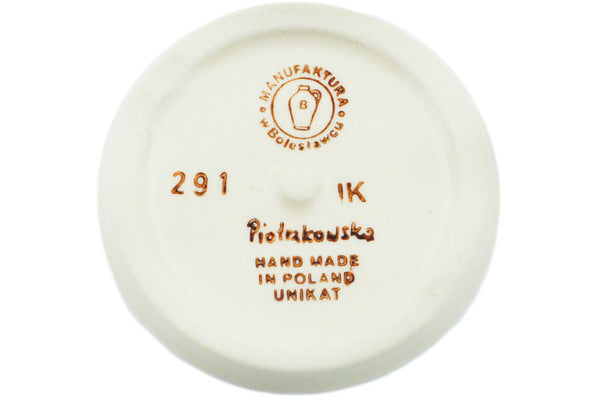 MANUFAKTURA
B
w Bolesławcu
291 IK
Piotrkowska
HAND MADE
IN POLAND
UNIKAT